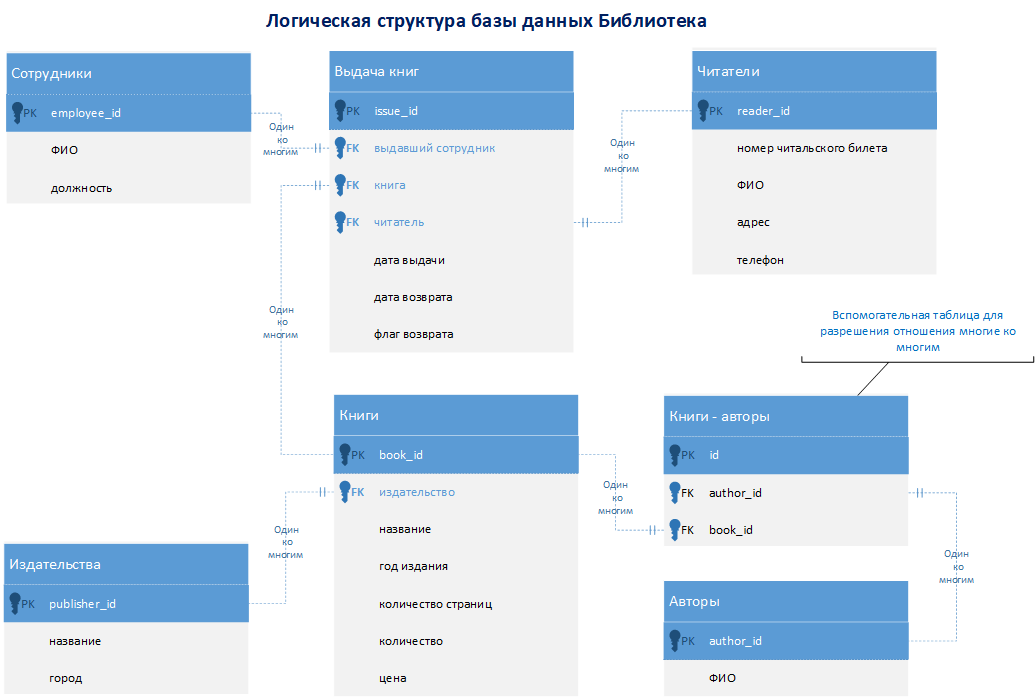 Логическая структура базы данных Библиотека
Сотрудники
PK employee_id
ФИО
должность
Один
ко
многим
Выдача книг
PK issue_id
FK выдавший сотрудник
FK книга
FK читатель
дата выдачи
дата возврата
флаг возврата
Один
ко
многим
Читатели
PK reader_id
номер читальского билета
ФИО
адрес
телефон
Один
ко
многим
Вспомогательная таблица для
разрешения отношения многие ко
многим
Книги
PK book_id
FK издательство
название
год издания
количество страниц
количество
цена
Один
ко
многим
Книги - авторы
PK id
FK author_id
FK book_id
Один
ко
многим
Издательства
PK publisher_id
название
город
Один
ко
многим
Авторы
PK author_id
ФИО